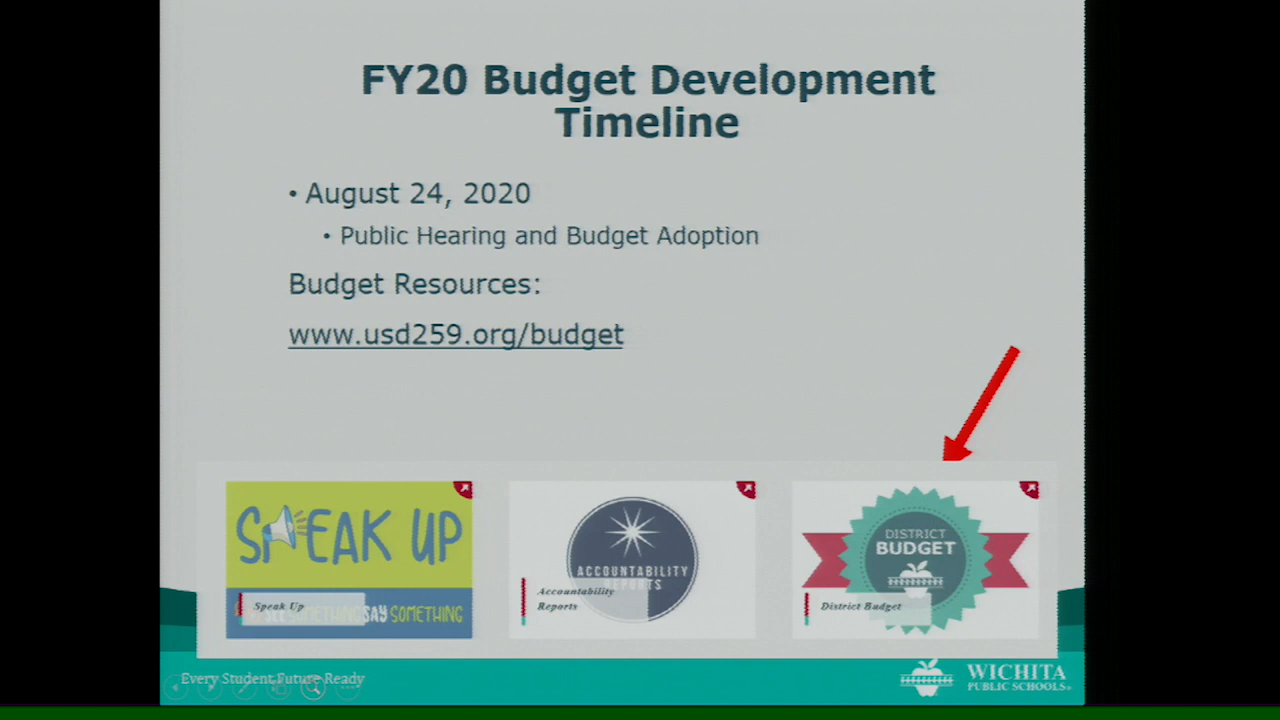 FY20 Budget Development
Timeline
• August 24, 2020
• Public Hearing and Budget Adoption
Budget Resources:
www.usd259.org/budget
SPEAK UP
SAY SOMETHING
Speak Up
ACCOUNTABILITY
REPORTS
Accountability
Reports
DISTRICT
BUDGET
District Budget
Every Student Future Ready
WICHITA
PUBLIC SCHOOLS